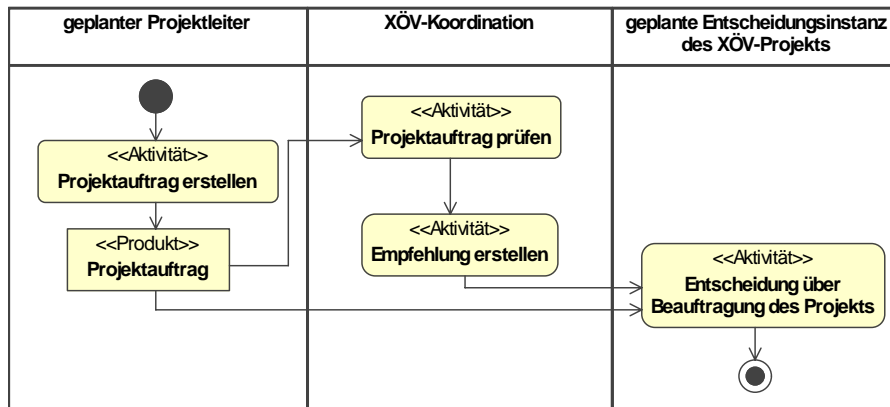 geplanter Projektleiter
XÖV-Koordination
geplante Entscheidungsinstanz
des XÖV-Projekts
<<Aktivität>>
Projektauftrag erstellen
<<Produkt>>
Projektauftrag
<<Aktivität>>
Projektauftrag prüfen
<<Aktivität>>
Empfehlung erstellen
<<Aktivität>>
Entscheidung über
Beauftragung des Projekts